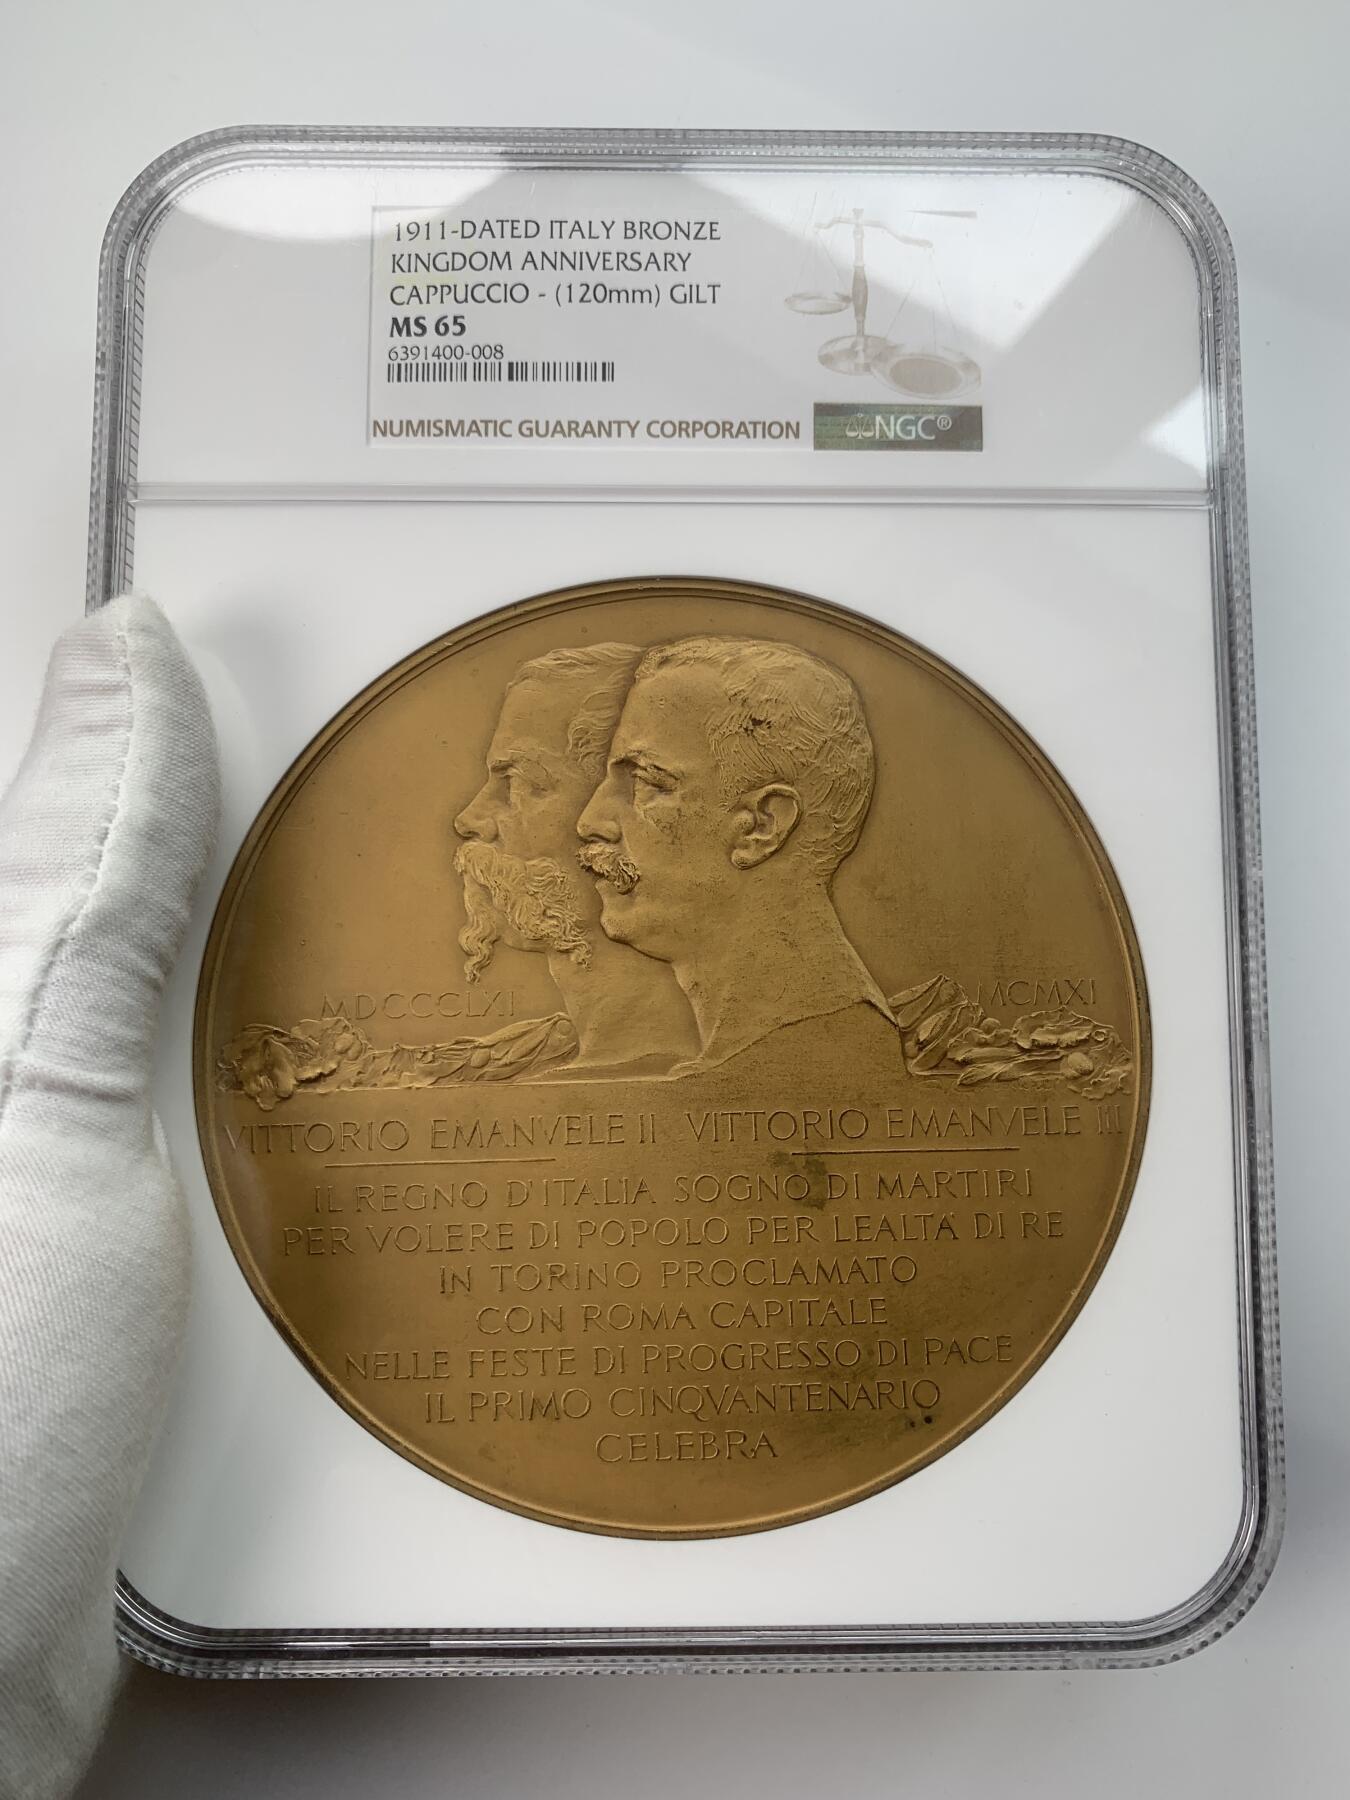 1911-DATED ITALY BRONZE
KINGDOM ANNIVERSARY
CAPPUCCIO - (120mm) GILT
MS 65
6391400-008
NUMISMATIC GUARANTY CORPORATION
NGC®
MDCCCLXI MCMXI
VITTORIO EMANVELE II VITTORIO EMANVELE III
IL REGNO D'ITALIA SOGNO DI MARTIRI
PER VOLERE DI POPOLO PER LEALTA' DI RE
IN TORINO PROCLAMATO
CON ROMA CAPITALE
NELLE FESTE DI PROGRESSO DI PACE
IL PRIMO CINQVANTENARIO
CELEBRA